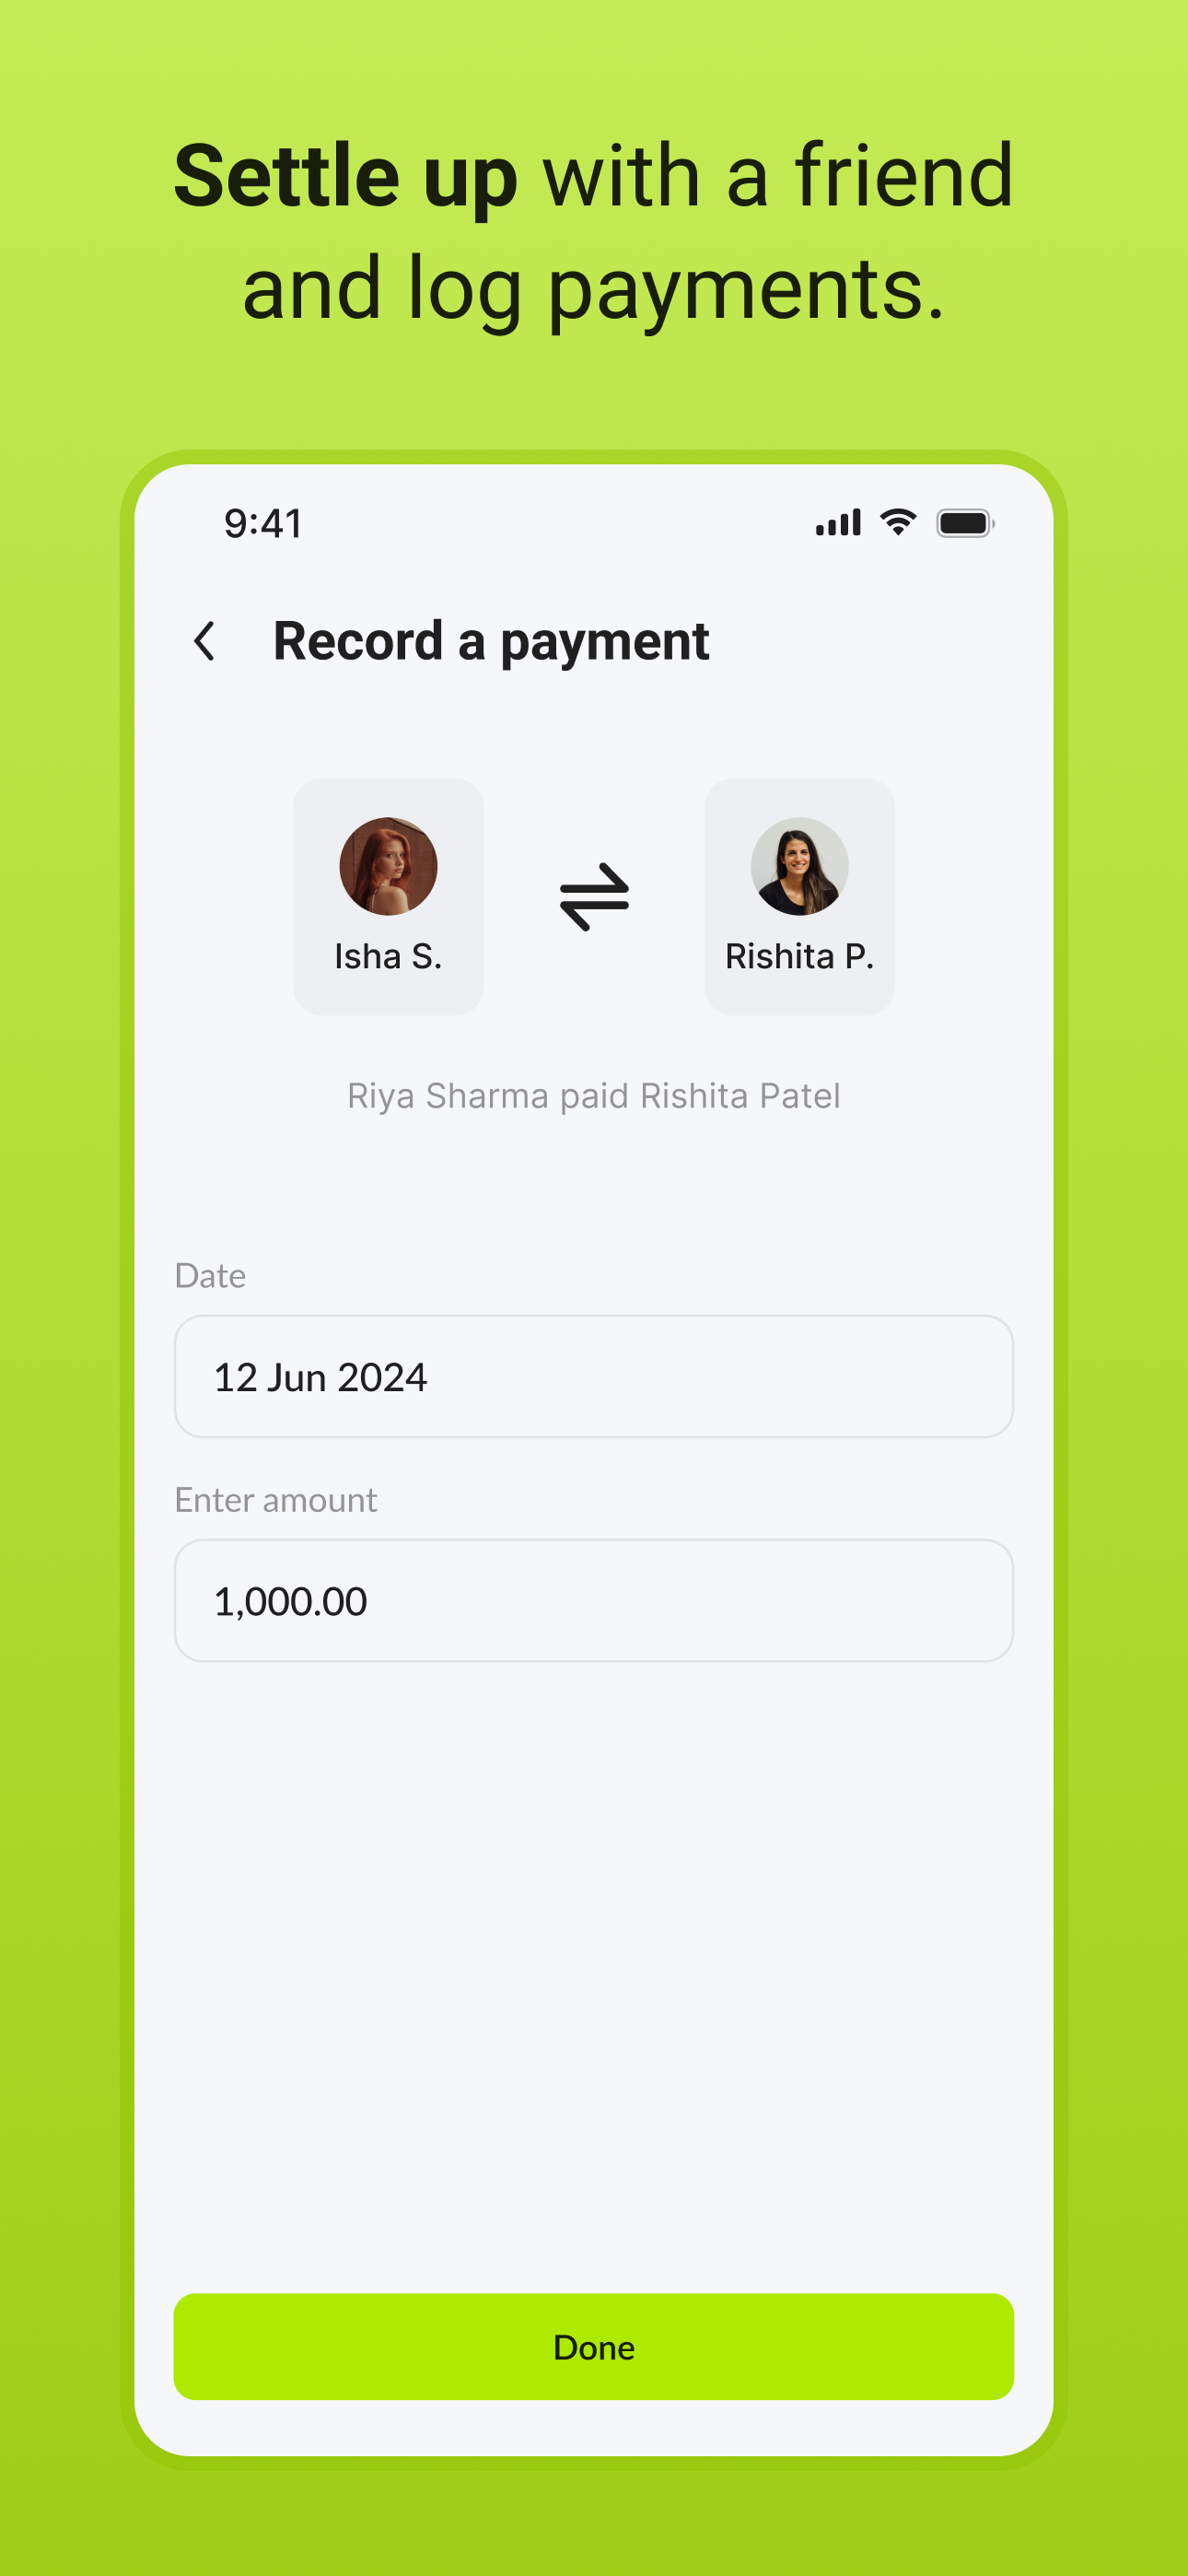 Settle up with a friend
and log payments.
9:41
Record a payment
Isha S.
Rishita P.
Riya Sharma paid Rishita Patel
Date
12 Jun 2024
Enter amount
1,000.00
Done